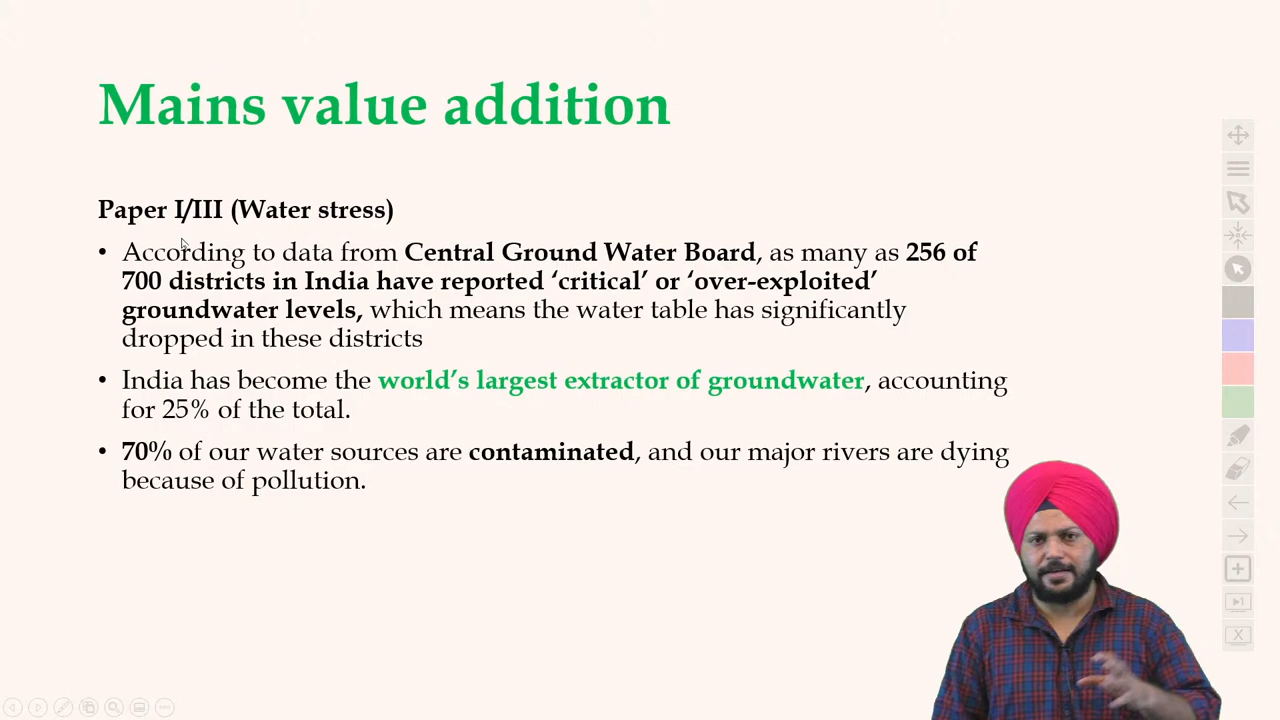 Mains value addition
Paper I/III (Water stress)
• According to data from Central Ground Water Board, as many as 256 of
700 districts in India have reported ‘critical’ or ‘over-exploited’
groundwater levels, which means the water table has significantly
dropped in these districts
• India has become the world’s largest extractor of groundwater, accounting
for 25% of the total.
• 70% of our water sources are contaminated, and our major rivers are dying
because of pollution.